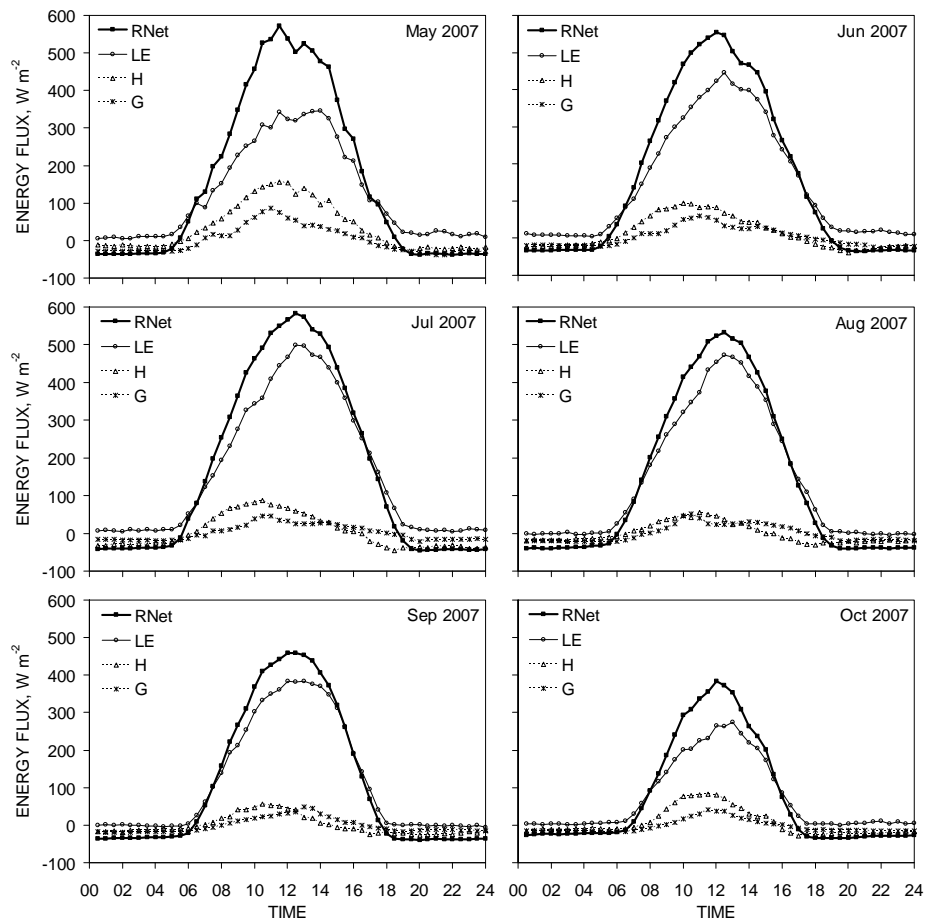 600
500
400
300
200
100
0
-100
ENERGY FLUX, W m-2
RNet
LE
H
G
May 2007
RNet
LE
H
G
Jun 2007
600
500
400
300
200
100
0
-100
ENERGY FLUX, W m-2
RNet
LE
H
G
Jul 2007
RNet
LE
H
G
Aug 2007
600
500
400
300
200
100
0
-100
ENERGY FLUX, W m-2
RNet
LE
H
G
Sep 2007
RNet
LE
H
G
Oct 2007
00 02 04 06 08 10 12 14 16 18 20 22 24
TIME
00 02 04 06 08 10 12 14 16 18 20 22 24
TIME